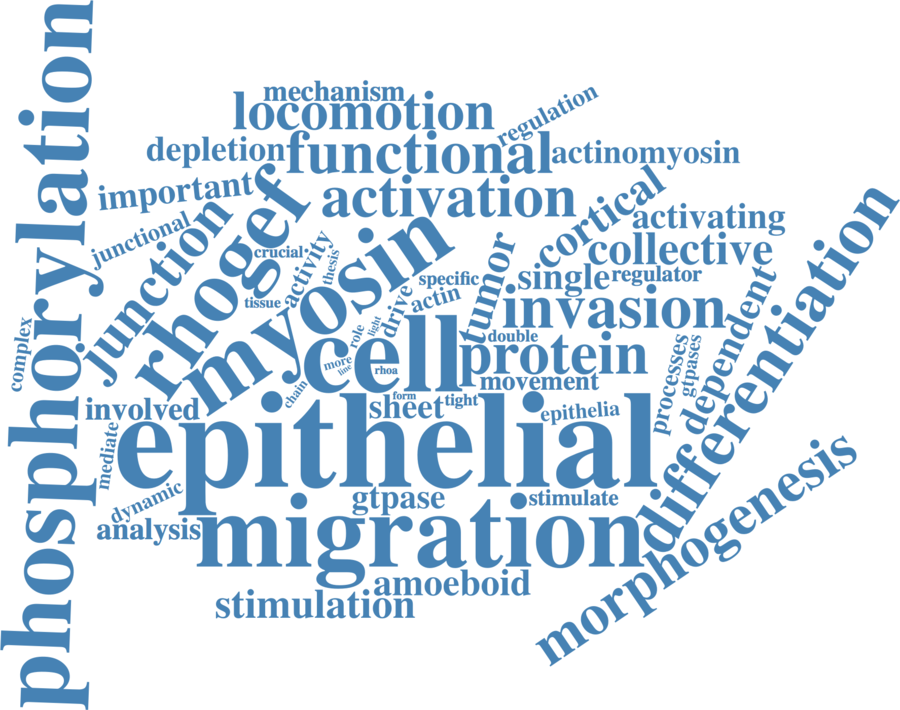 phosphorylation
mechanism
locomotion
regulation
depletion
functional
actinomyosin
important
activation
cortical
activating
junctional
junction
rhogef
crucial
activity
thesis
myosin
tumor
collective
single
regulator
specific
actin
drive
tissue
invasion
dependent
differentiation
complex
role
light
cell
double
protein
processes
gtpases
more
line
rhoa
movement
chain
form
sheet
tight
epithelia
involved
epithelial
mediate
dynamic
gtpase
stimulate
analysis
migration
morphogenesis
amoeboid
stimulation